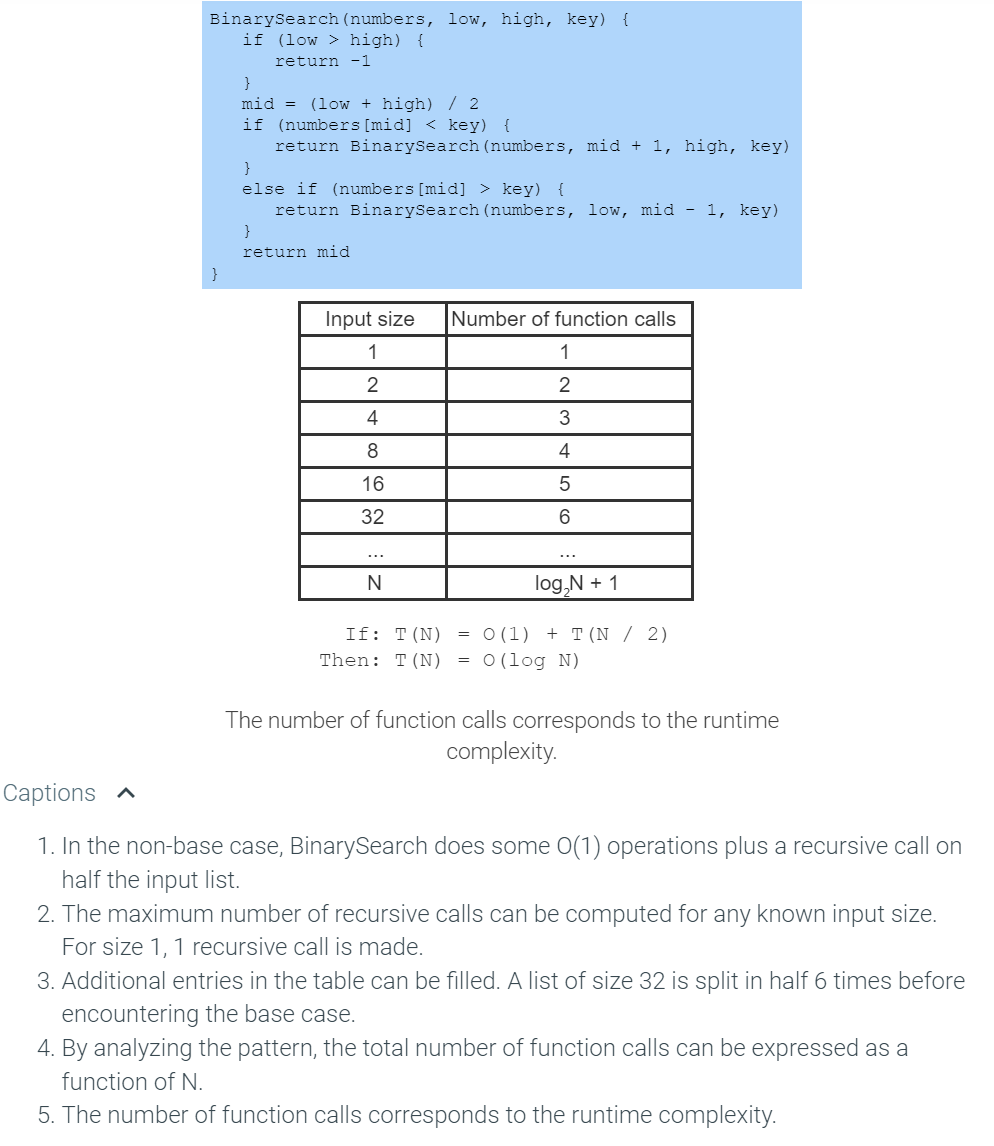 BinarySearch(numbers, low, high, key) {
if (low > high) {
return -1
}
mid = (low + high) / 2
if (numbers[mid] < key) {
return BinarySearch(numbers, mid + 1, high, key)
}
else if (numbers[mid] > key) {
return BinarySearch(numbers, low, mid - 1, key)
}
return mid
}
Input size Number of function calls
1 1
2 2
4 3
8 4
16 5
32 6
... ...
N log₂N + 1
If: T(N) = O(1) + T(N / 2)
Then: T(N) = O(log N)
The number of function calls corresponds to the runtime
complexity.
Captions
1. In the non-base case, BinarySearch does some O(1) operations plus a recursive call on
half the input list.
2. The maximum number of recursive calls can be computed for any known input size.
For size 1, 1 recursive call is made.
3. Additional entries in the table can be filled. A list of size 32 is split in half 6 times before
encountering the base case.
4. By analyzing the pattern, the total number of function calls can be expressed as a
function of N.
5. The number of function calls corresponds to the runtime complexity.